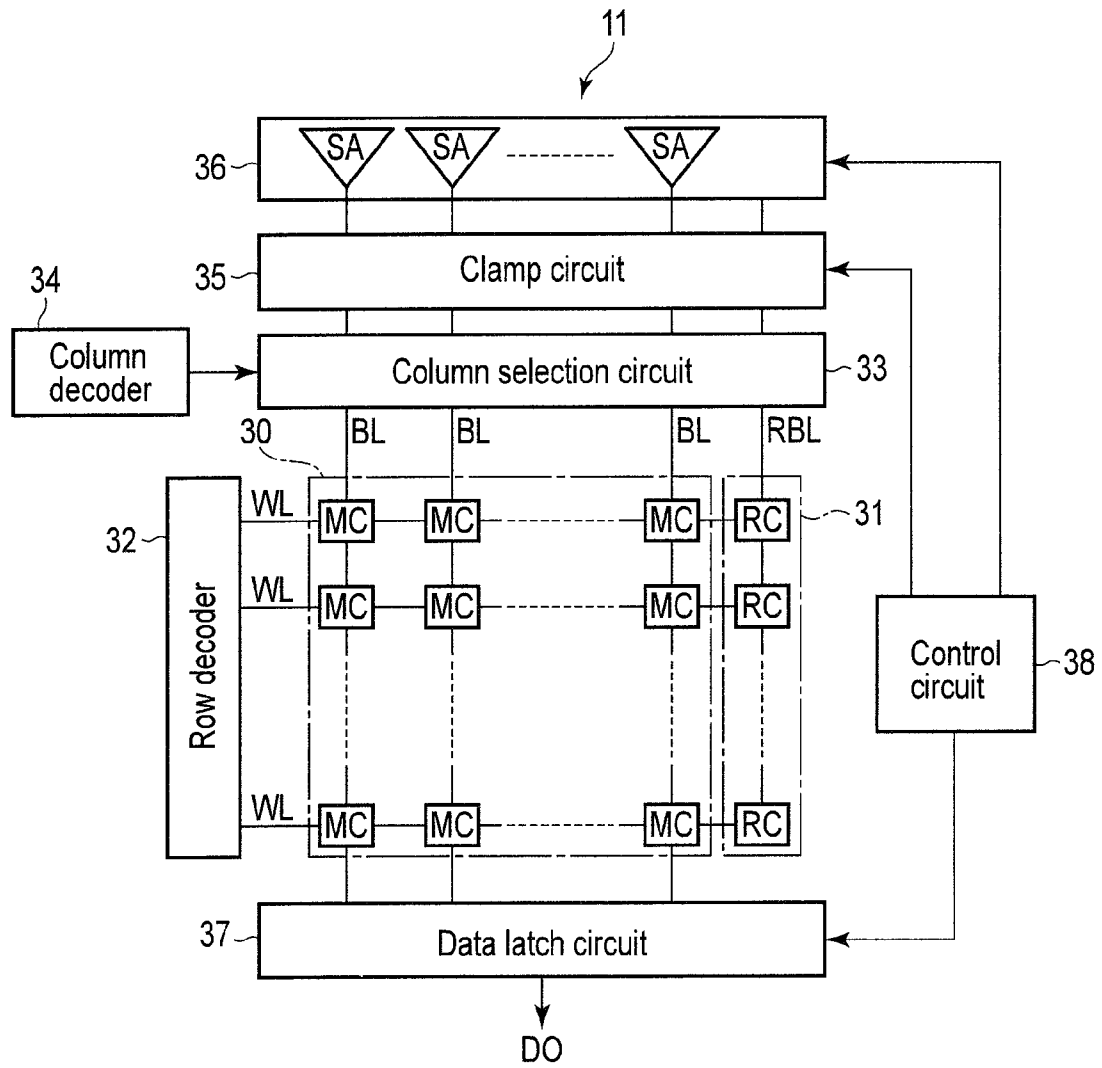 11
SA SA SA
36
Clamp circuit
35
34
Column decoder
Column selection circuit
33
30
BL BL BL RBL
WL MC MC MC RC
31
32
Row decoder
WL MC MC MC RC
Control circuit
38
WL MC MC MC RC
37
Data latch circuit
DO